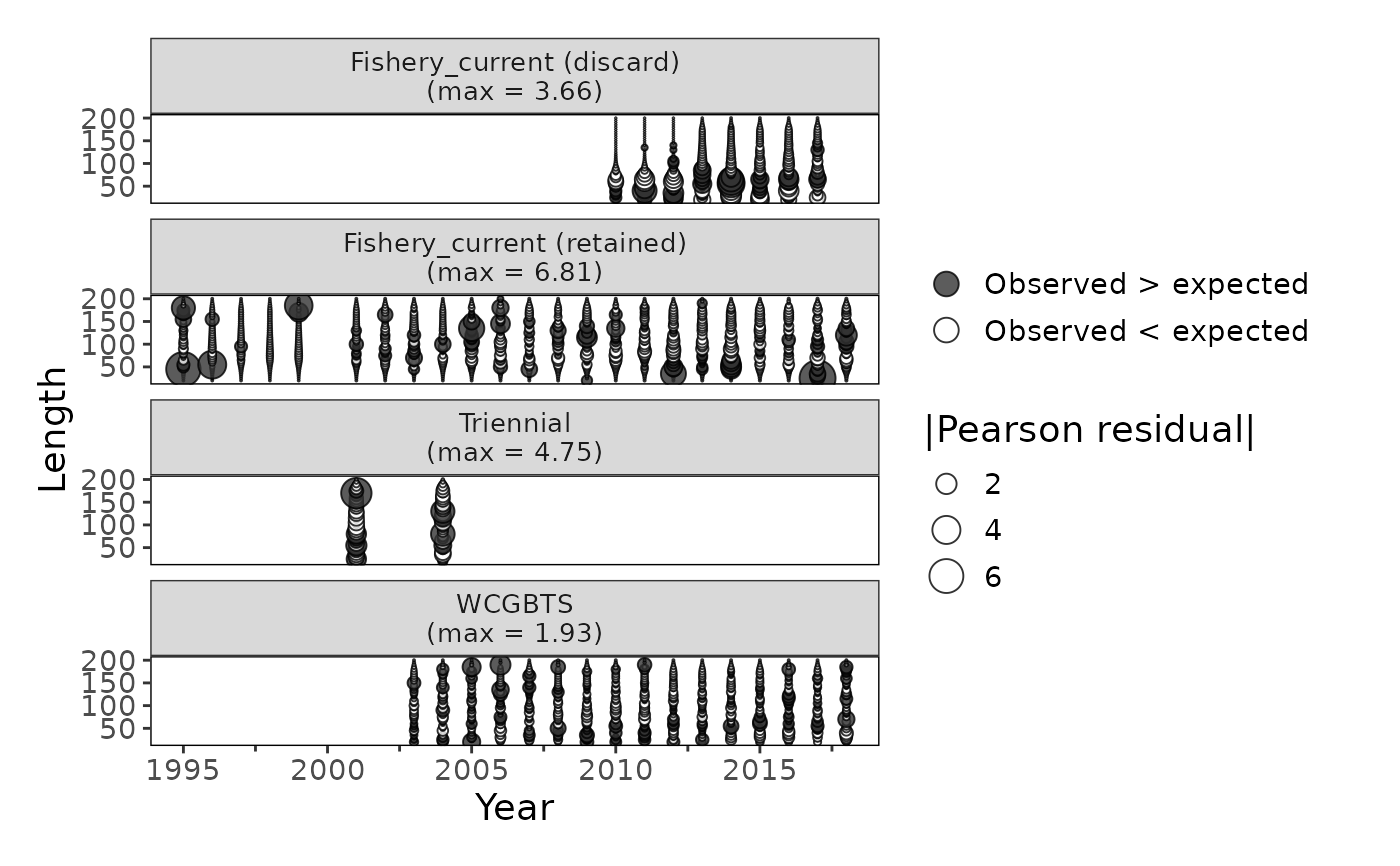 Fishery_current (discard)
(max = 3.66)
200
150
100
50
Fishery_current (retained)
(max = 6.81)
200
150
100
50
Triennial
(max = 4.75)
200
150
100
50
WCGBTS
(max = 1.93)
200
150
100
50
1995 2000 2005 2010 2015
Year
Length
Observed > expected
Observed < expected
|Pearson residual|
2
4
6